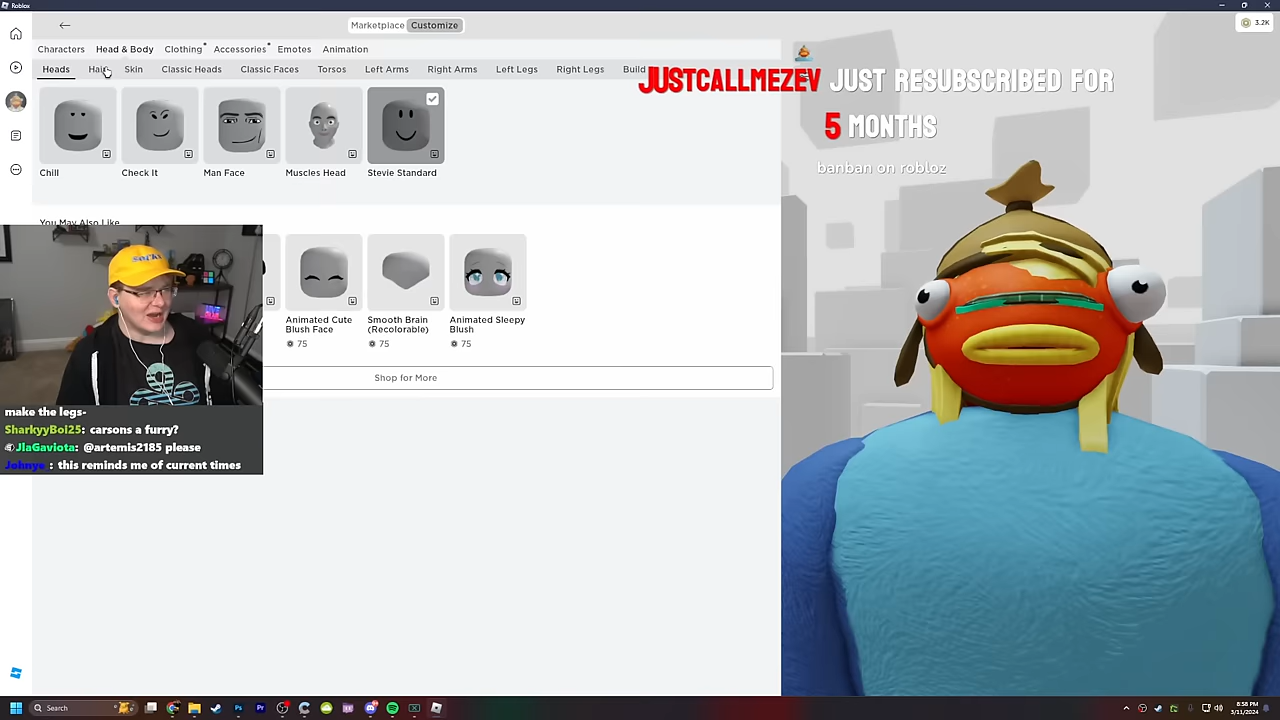 Roblox
Marketplace Customize
3.2K
Characters Head & Body Clothing Accessories Emotes Animation
Heads Hair Skin Classic Heads Classic Faces Torsos Left Arms Right Arms Left Legs Right Legs Build
JUSTCALLMEZEV JUST RESUBSCRIBED FOR
5 MONTHS
banban on robloz
Chill Check It Man Face Muscles Head Stevie Standard
You May Also Like
Animated Cute Blush Face
75
Smooth Brain (Recolorable)
75
Animated Sleepy Blush
75
Shop for More
make the legs-
SharkyyBoi25: carsons a furry?
JlaGaviota: @artemis2185 please
Johnye : this reminds me of current times
Search
8:58 PM
3/11/2024